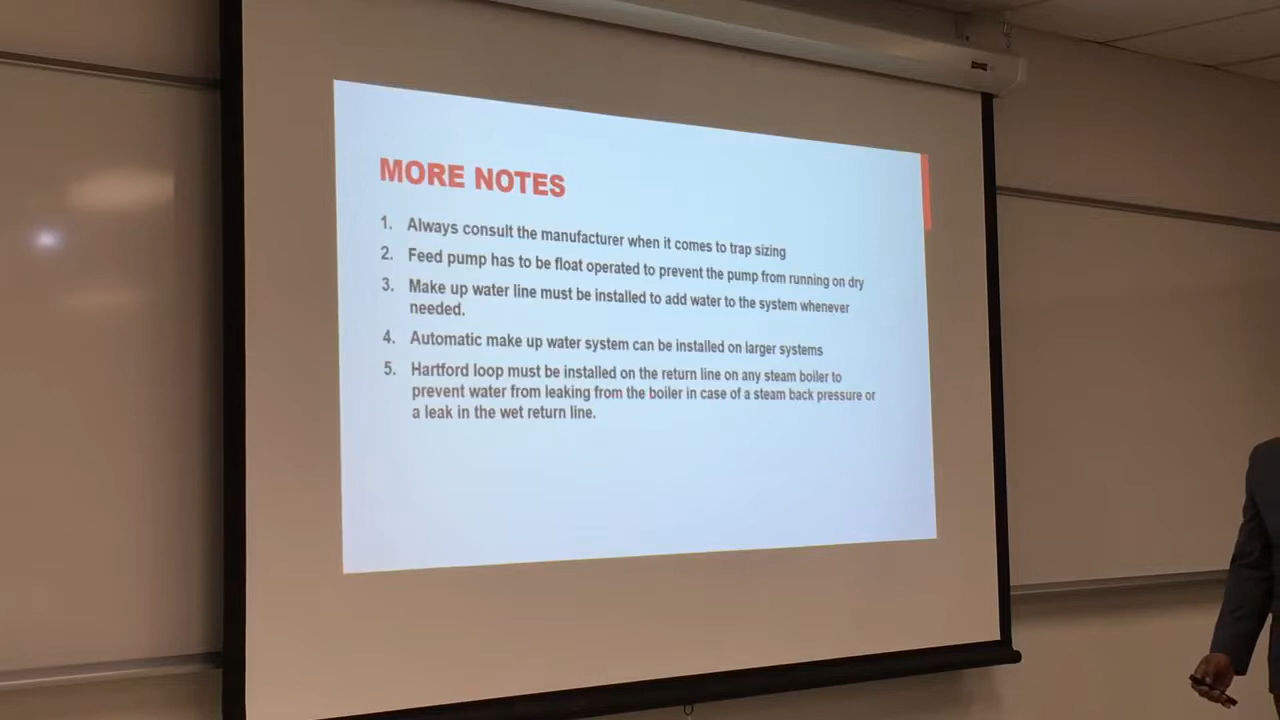 MORE NOTES
1. Always consult the manufacturer when it comes to trap sizing
2. Feed pump has to be float operated to prevent the pump from running on dry
3. Make up water line must be installed to add water to the system whenever
needed.
4. Automatic make up water system can be installed on larger systems
5. Hartford loop must be installed on the return line on any steam boiler to
prevent water from leaking from the boiler in case of a steam back pressure or
a leak in the wet return line.